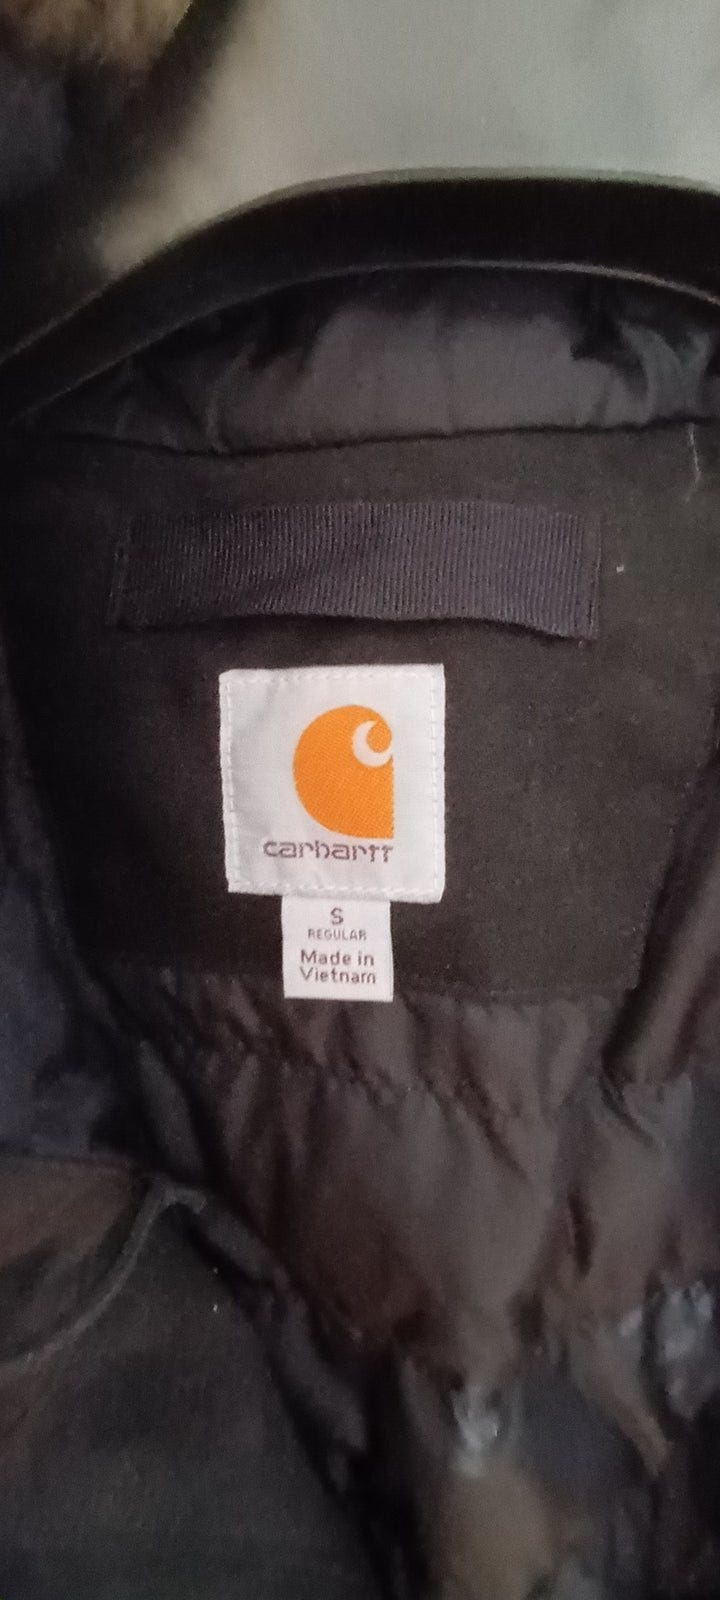 carhartt
S
REGULAR
Made in
Vietnam